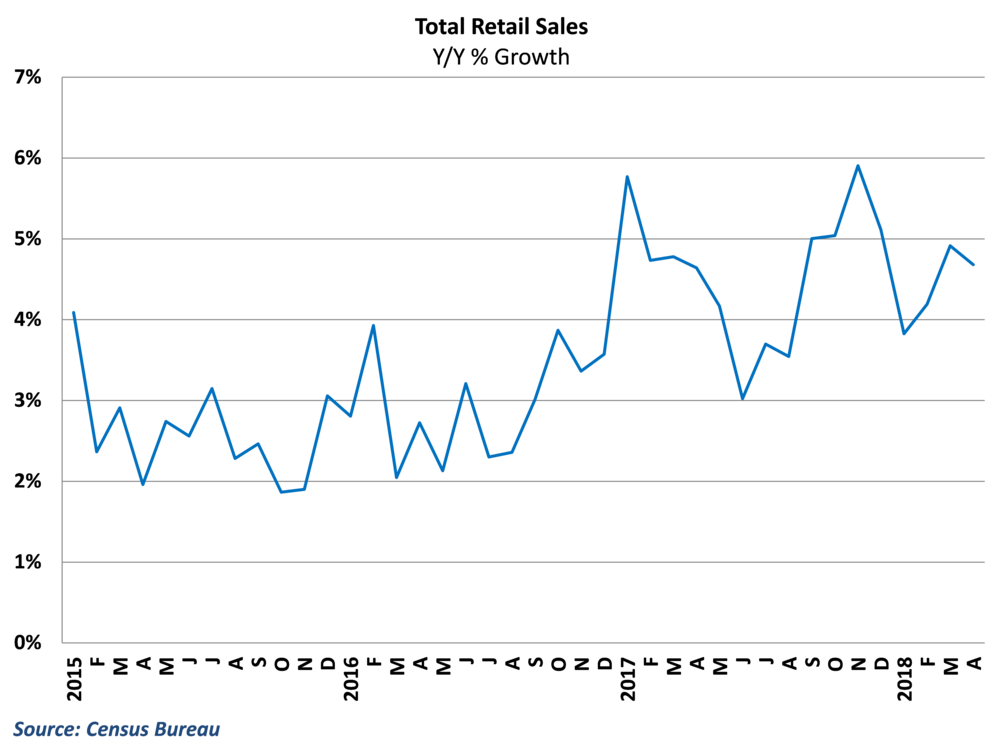 Total Retail Sales
Y/Y % Growth
7%
6%
5%
4%
3%
2%
1%
0%
2015 F M A M J J A S O N D 2016 F M A M J J A S O N D 2017 F M A M J J A S O N D 2018 F M A
Source: Census Bureau